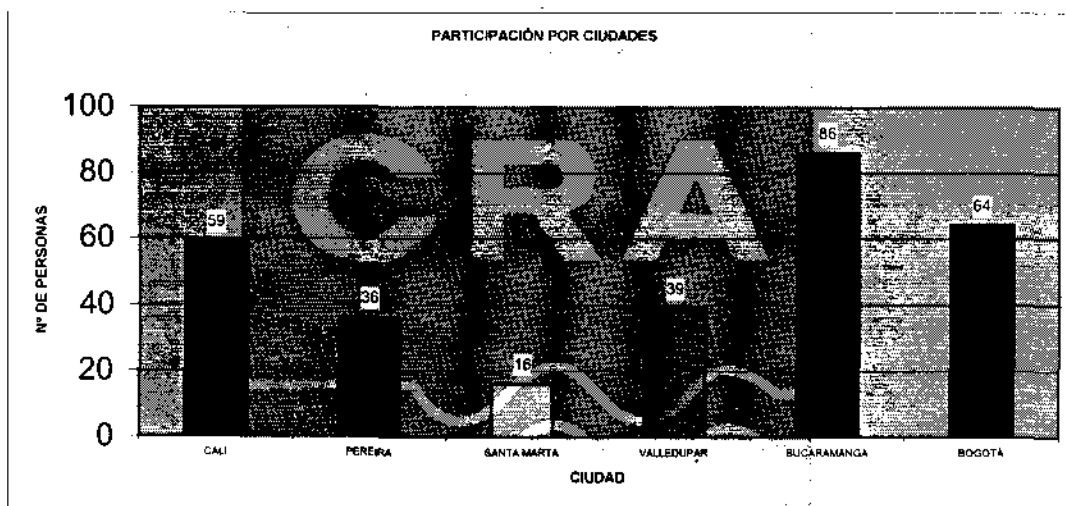 PARTICIPACIÓN POR CIUDADES
CRA
100
80
60
40
20
0
Nº DE PERSONAS
59
36
16
39
86
64
CALI
PEREIRA
SANTA MARTA
VALLEDUPAR
BUCARAMANGA
BOGOTÁ
CIUDAD